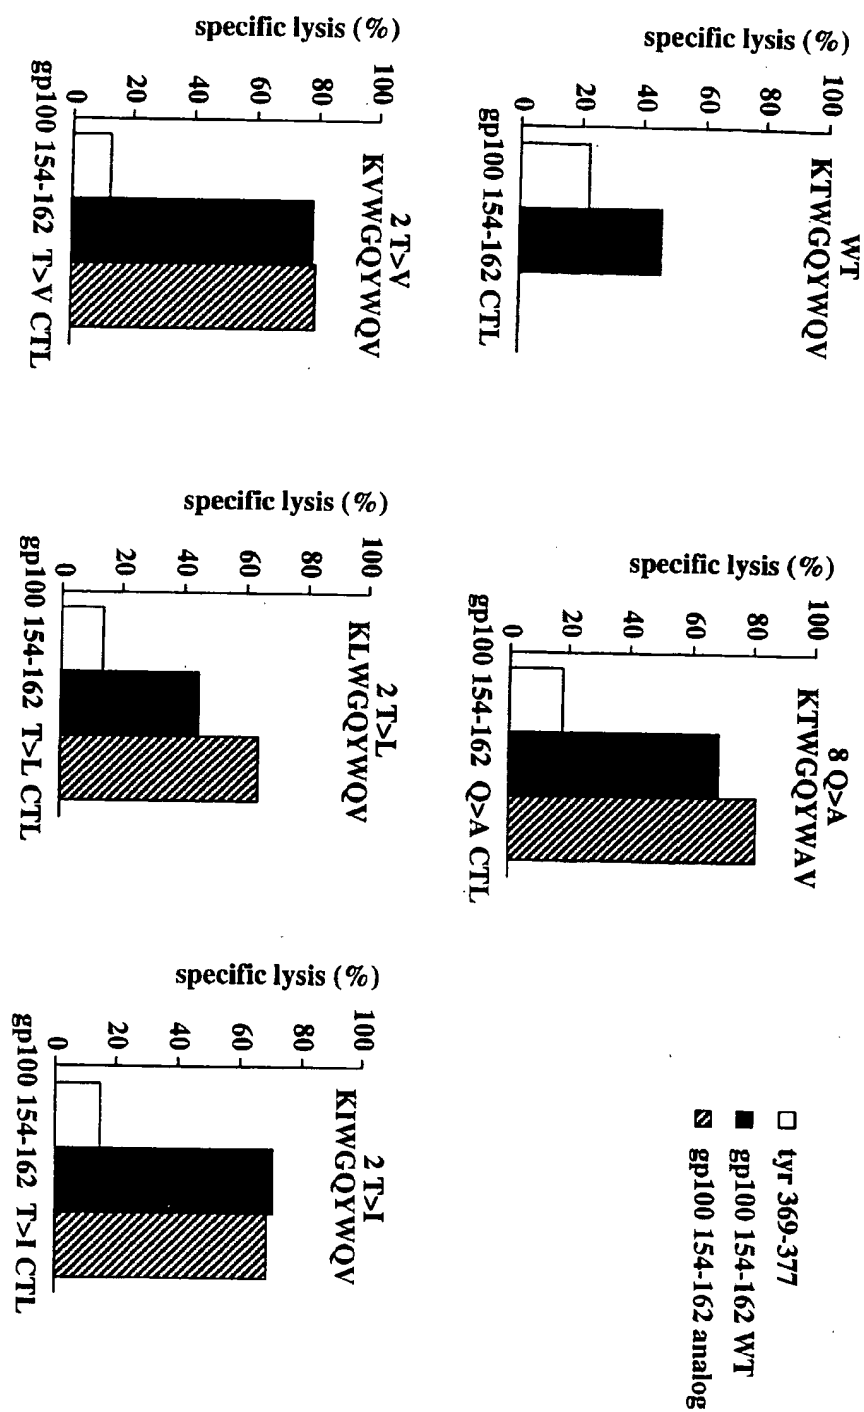 WT
KTWGQYWQV
specific lysis (%)
100
80
60
40
20
0
gp100 154-162 CTL
8 Q>A
KTWGQYWAV
specific lysis (%)
100
80
60
40
20
0
gp100 154-162 Q>A CTL
tyr 369-377
gp100 154-162 WT
gp100 154-162 analog
2 T>V
KVWGQYWQV
specific lysis (%)
100
80
60
40
20
0
gp100 154-162 T>V CTL
2 T>L
KLWGQYWQV
specific lysis (%)
100
80
60
40
20
0
gp100 154-162 T>L CTL
2 T>I
KIWGQYWQV
specific lysis (%)
100
80
60
40
20
0
gp100 154-162 T>I CTL